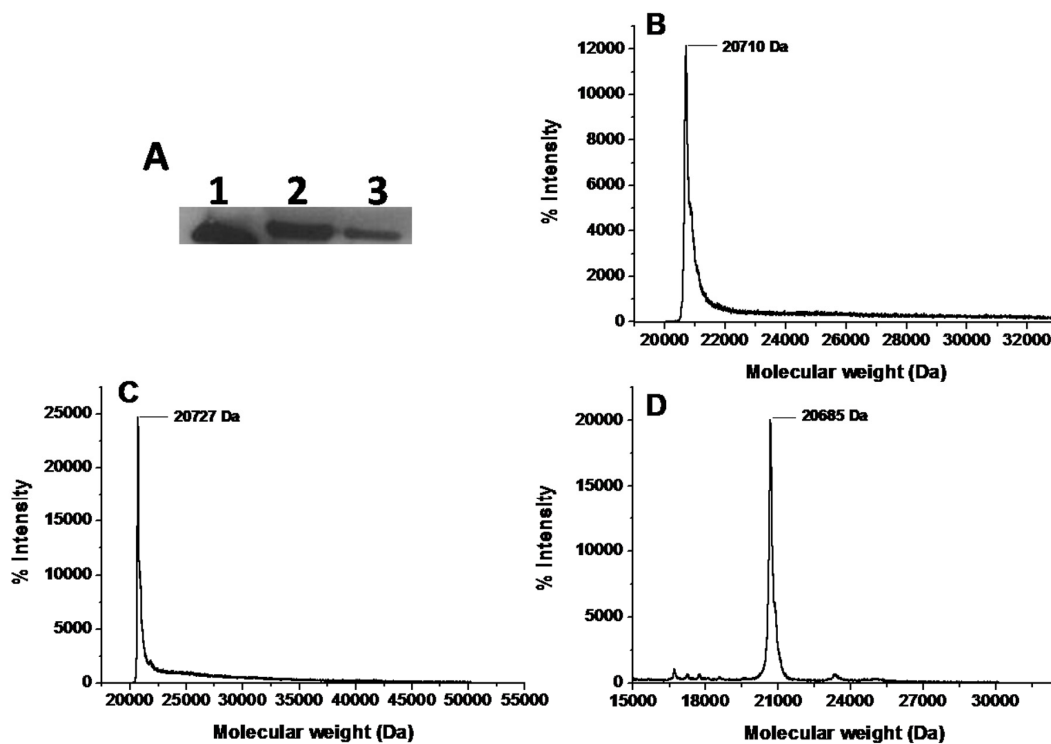 A
1 2 3
B
20710 Da
12000
10000
8000
6000
4000
2000
0
% Intensity
20000 22000 24000 26000 28000 30000 32000
Molecular weight (Da)
C
20727 Da
25000
20000
15000
10000
5000
0
% Intensity
20000 25000 30000 35000 40000 45000 50000 55000
Molecular weight (Da)
D
20685 Da
20000
15000
10000
5000
0
% Intensity
15000 18000 21000 24000 27000 30000
Molecular weight (Da)